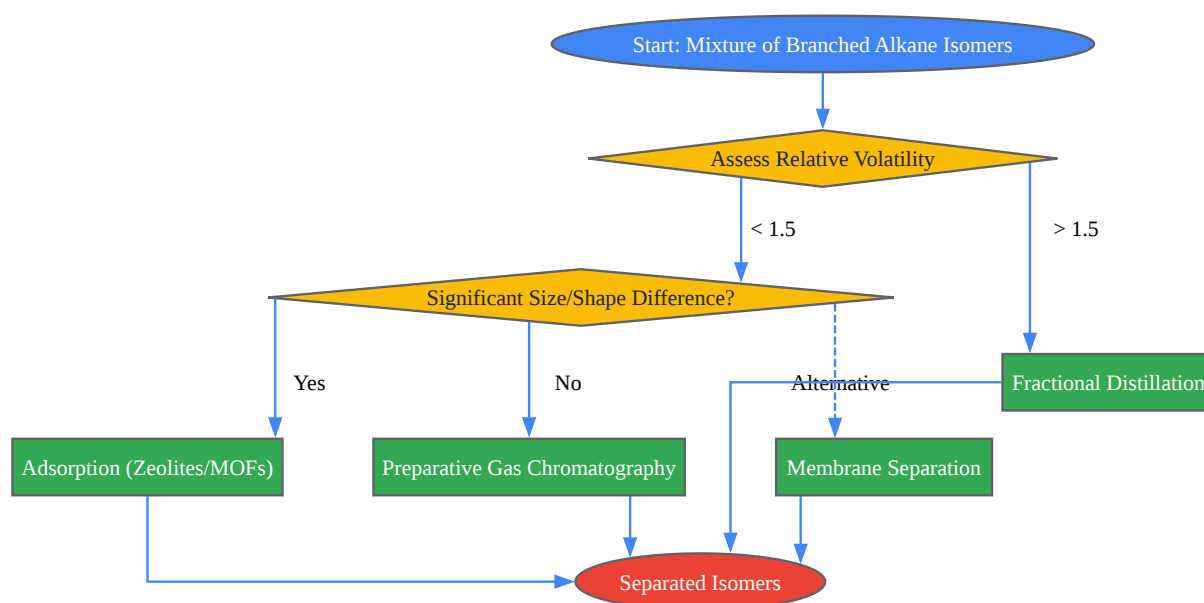 Start: Mixture of Branched Alkane Isomers
Assess Relative Volatility
< 1.5
> 1.5
Significant Size/Shape Difference?
Yes
No
Alternative
Fractional Distillation
Adsorption (Zeolites/MOFs)
Preparative Gas Chromatography
Membrane Separation
Separated Isomers